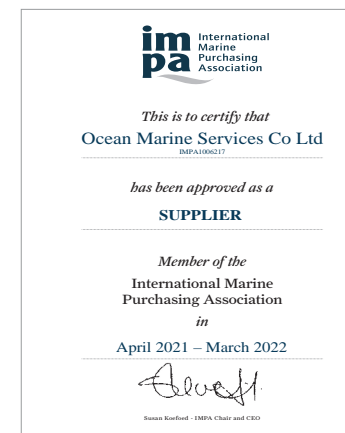 impa
International
Marine
Purchasing
Association
This is to certify that
Ocean Marine Services Co Ltd
IMPA1006217
has been approved as a
SUPPLIER
Member of the
International Marine
Purchasing Association
in
April 2021 – March 2022
Susan Koefoed - IMPA Chair and CEO